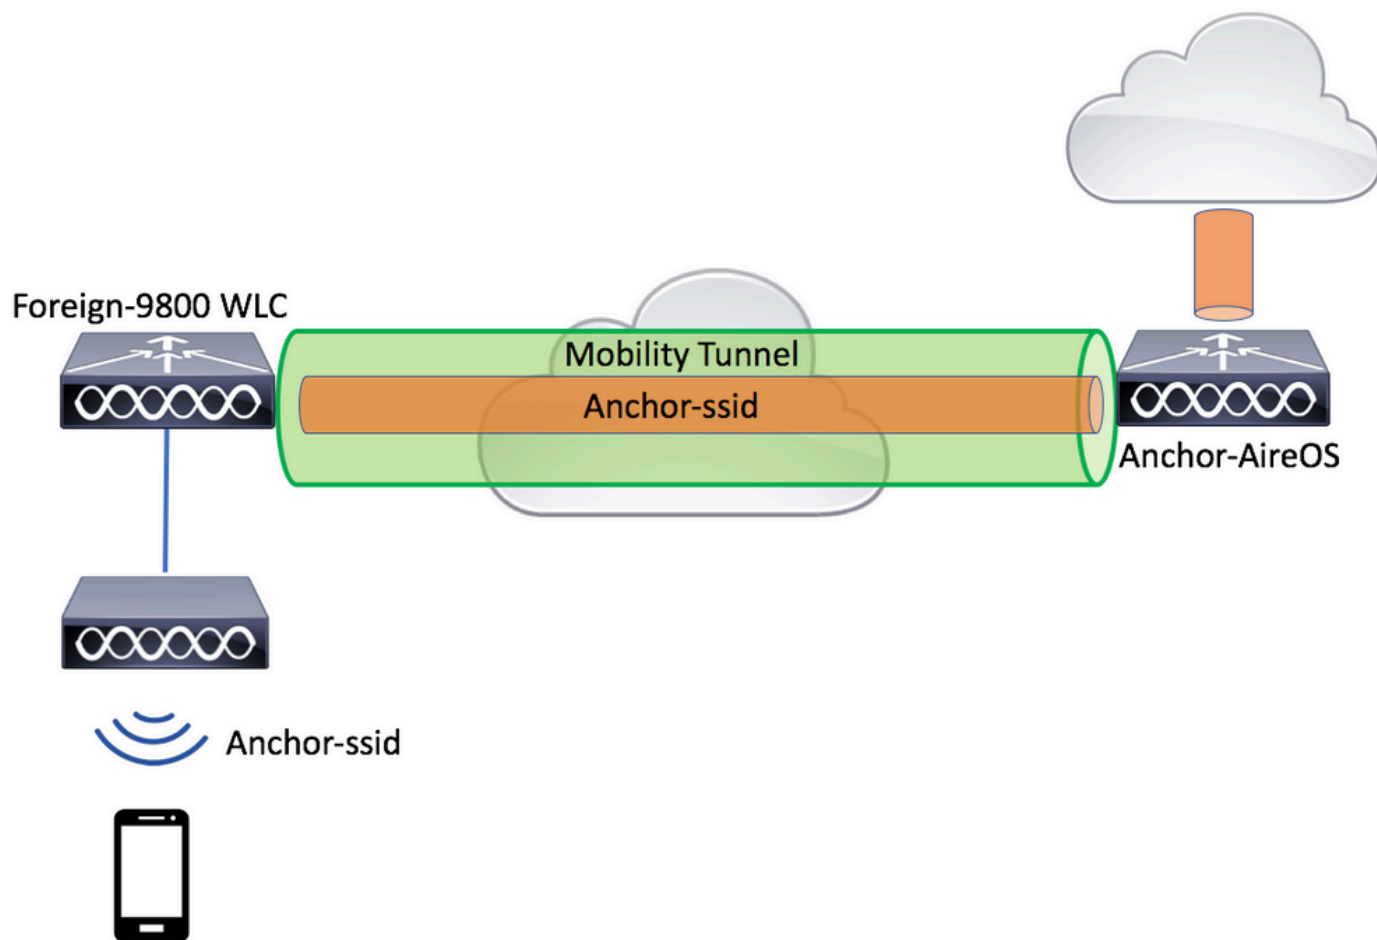 Foreign-9800 WLC
Mobility Tunnel
Anchor-ssid
Anchor-AireOS
Anchor-ssid